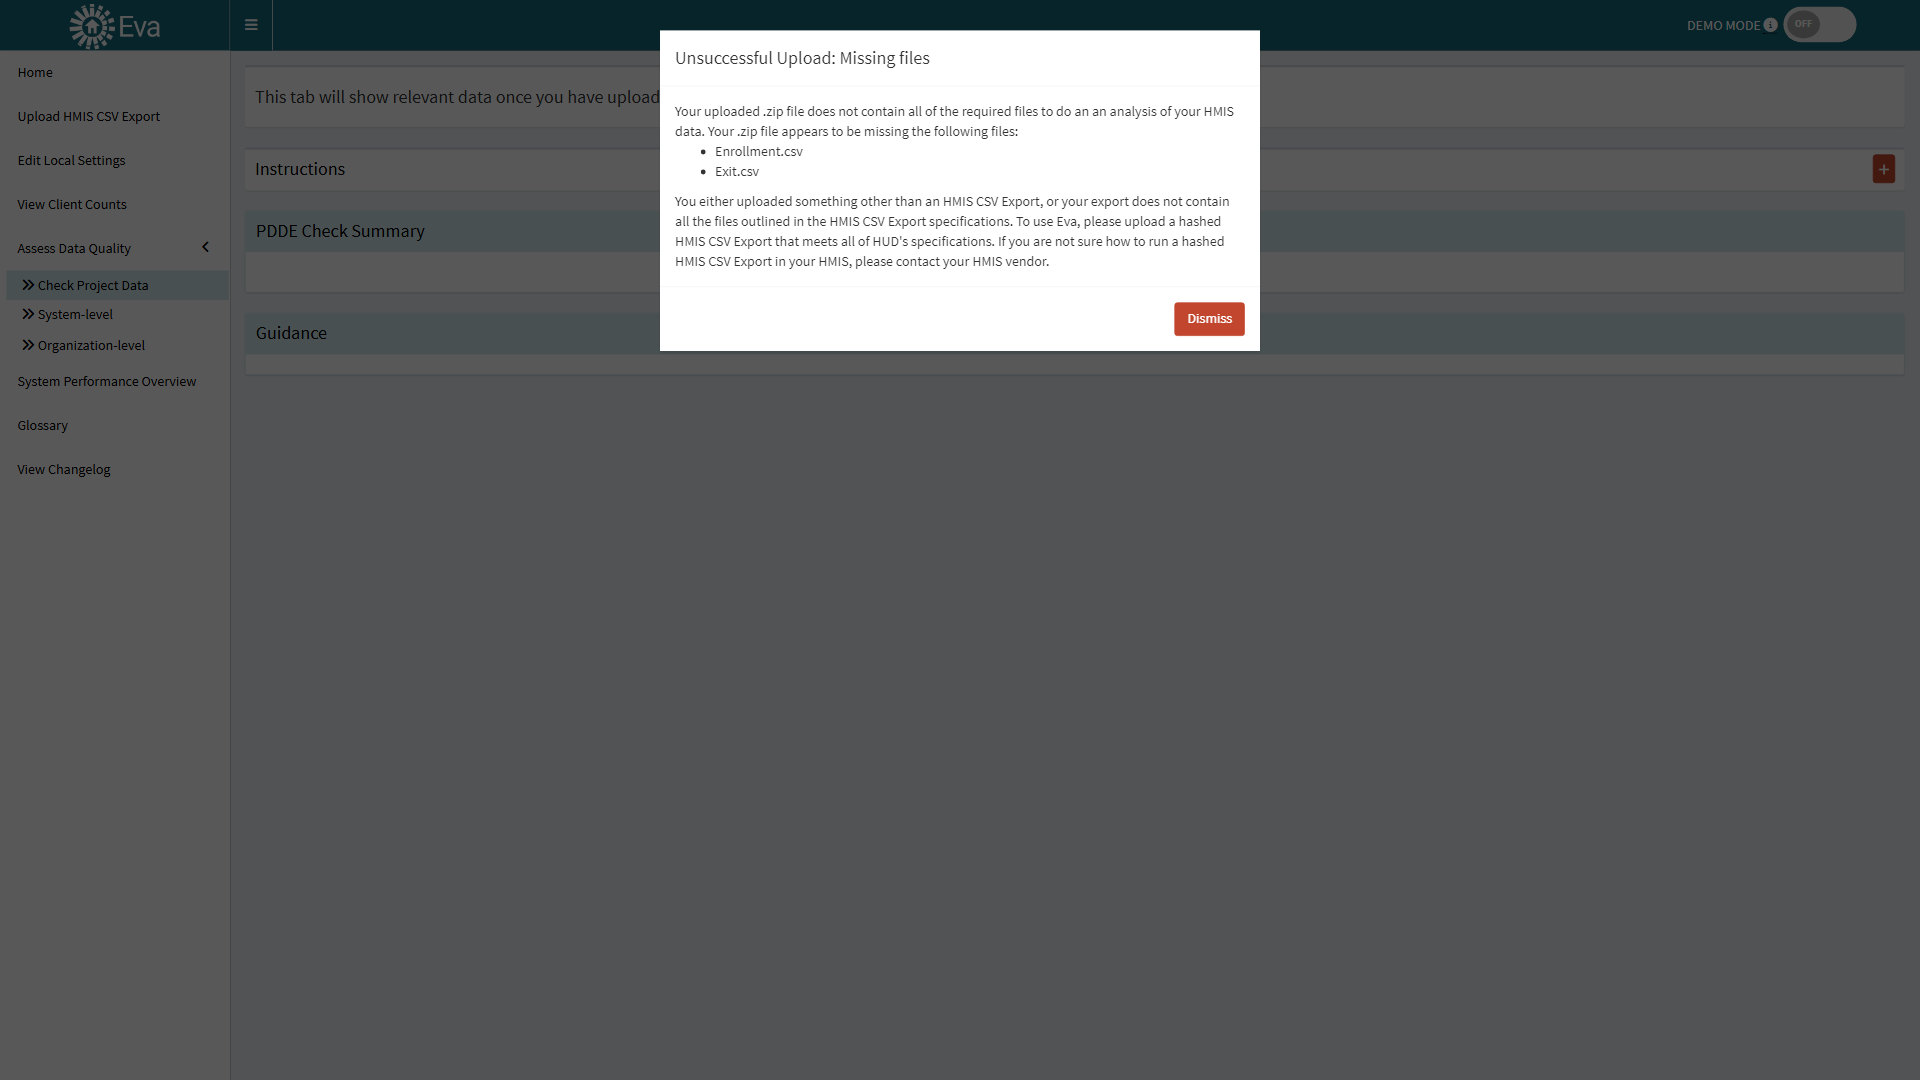 Eva
DEMO MODE
OFF
Home
Upload HMIS CSV Export
Edit Local Settings
View Client Counts
Assess Data Quality
Check Project Data
System-level
Organization-level
System Performance Overview
Glossary
View Changelog
This tab will show relevant data once you have upload
Instructions
PDDE Check Summary
Guidance
Unsuccessful Upload: Missing files
Your uploaded .zip file does not contain all of the required files to do an an analysis of your HMIS
data. Your .zip file appears to be missing the following files:
• Enrollment.csv
• Exit.csv
You either uploaded something other than an HMIS CSV Export, or your export does not contain
all the files outlined in the HMIS CSV Export specifications. To use Eva, please upload a hashed
HMIS CSV Export that meets all of HUD's specifications. If you are not sure how to run a hashed
HMIS CSV Export in your HMIS, please contact your HMIS vendor.
Dismiss